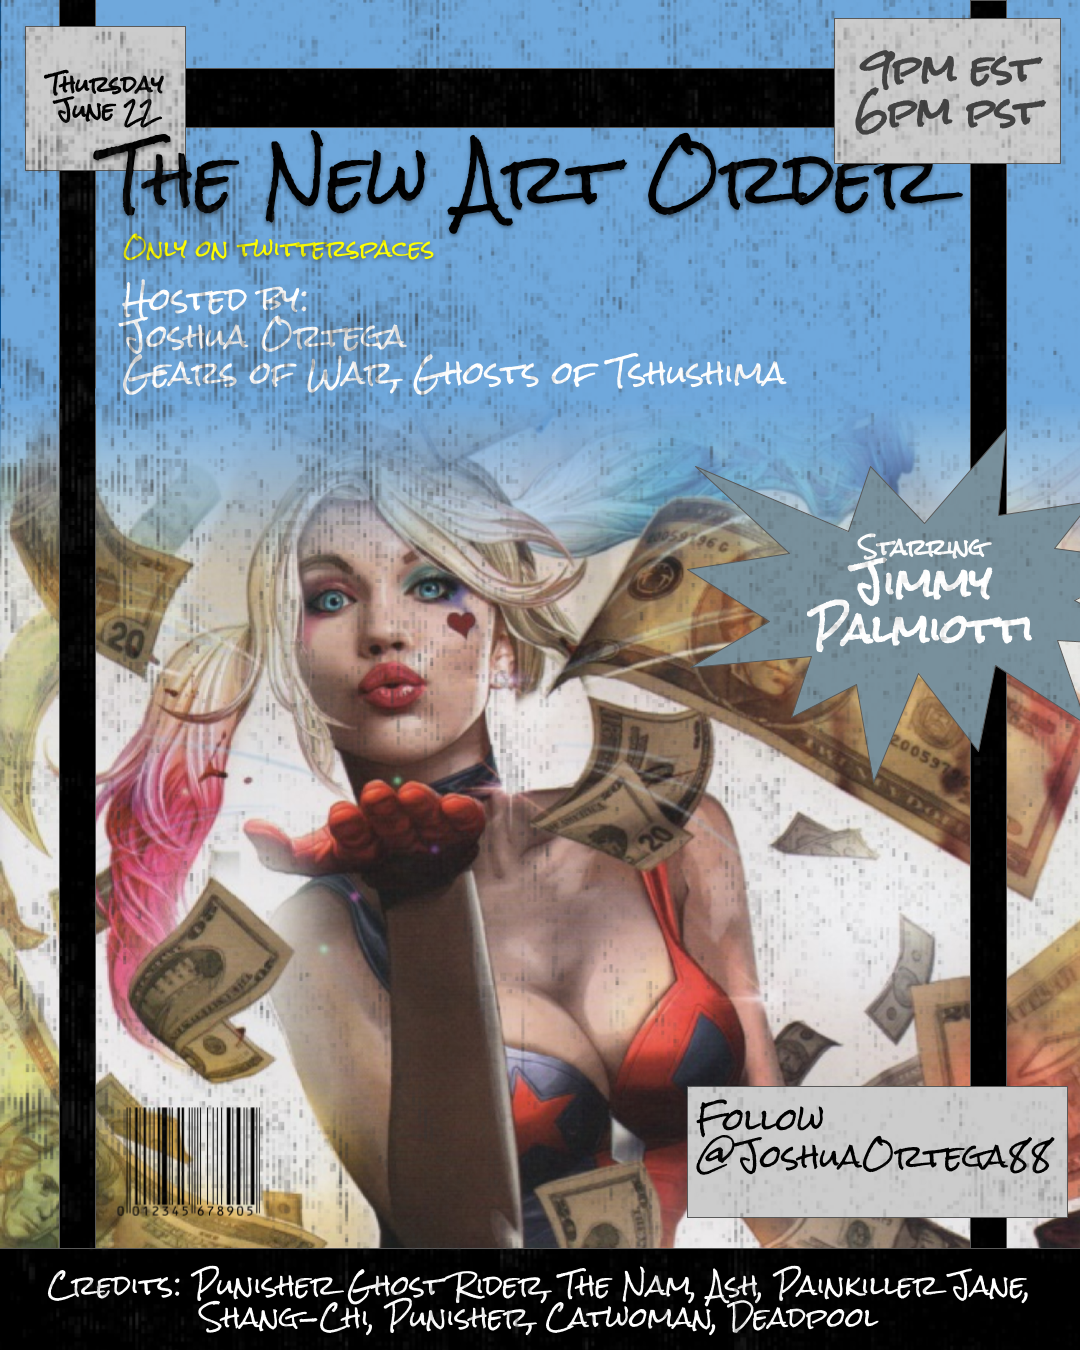 Thursday
June 22
9pm est
6pm pst
The New Art Order
Only on twitterspaces
Hosted by:
Joshua Ortega
Gears of War, Ghosts of Tshushima
Starring
Jimmy
Palmiotti
20
20
Follow
@JoshuaOrtega88
0 012345 678905
Credits: Punisher Ghost Rider, The Nam, Ash, Painkiller Jane,
Shang-Chi, Punisher, Catwoman, Deadpool